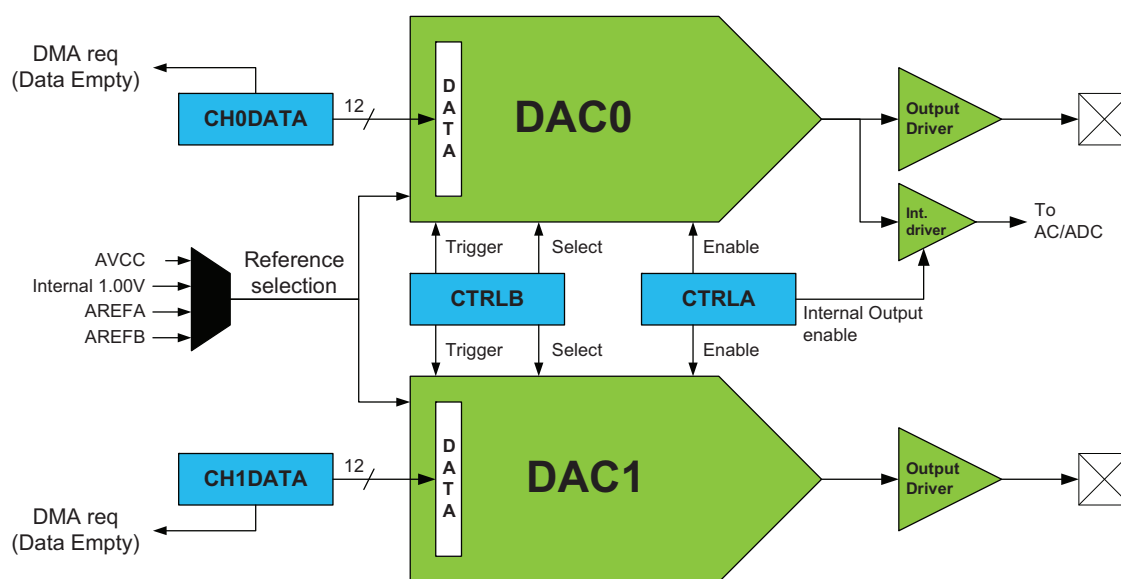 DMA req
(Data Empty)
CH0DATA
12
D
A
T
A
DAC0
Output
Driver
Int.
driver
To
AC/ADC
Trigger
Select
Enable
AVCC
Internal 1.00V
AREFA
AREFB
Reference
selection
CTRLB
CTRLA
Internal Output
enable
Trigger
Select
Enable
CH1DATA
12
D
A
T
A
DAC1
Output
Driver
DMA req
(Data Empty)